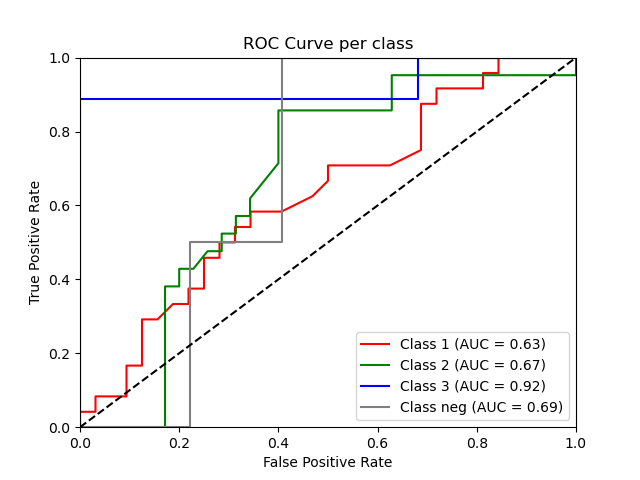 ROC Curve per class
1.0
0.8
0.6
0.4
0.2
0.0
True Positive Rate
Class 1 (AUC = 0.63)
Class 2 (AUC = 0.67)
Class 3 (AUC = 0.92)
Class neg (AUC = 0.69)
0.0 0.2 0.4 0.6 0.8 1.0
False Positive Rate